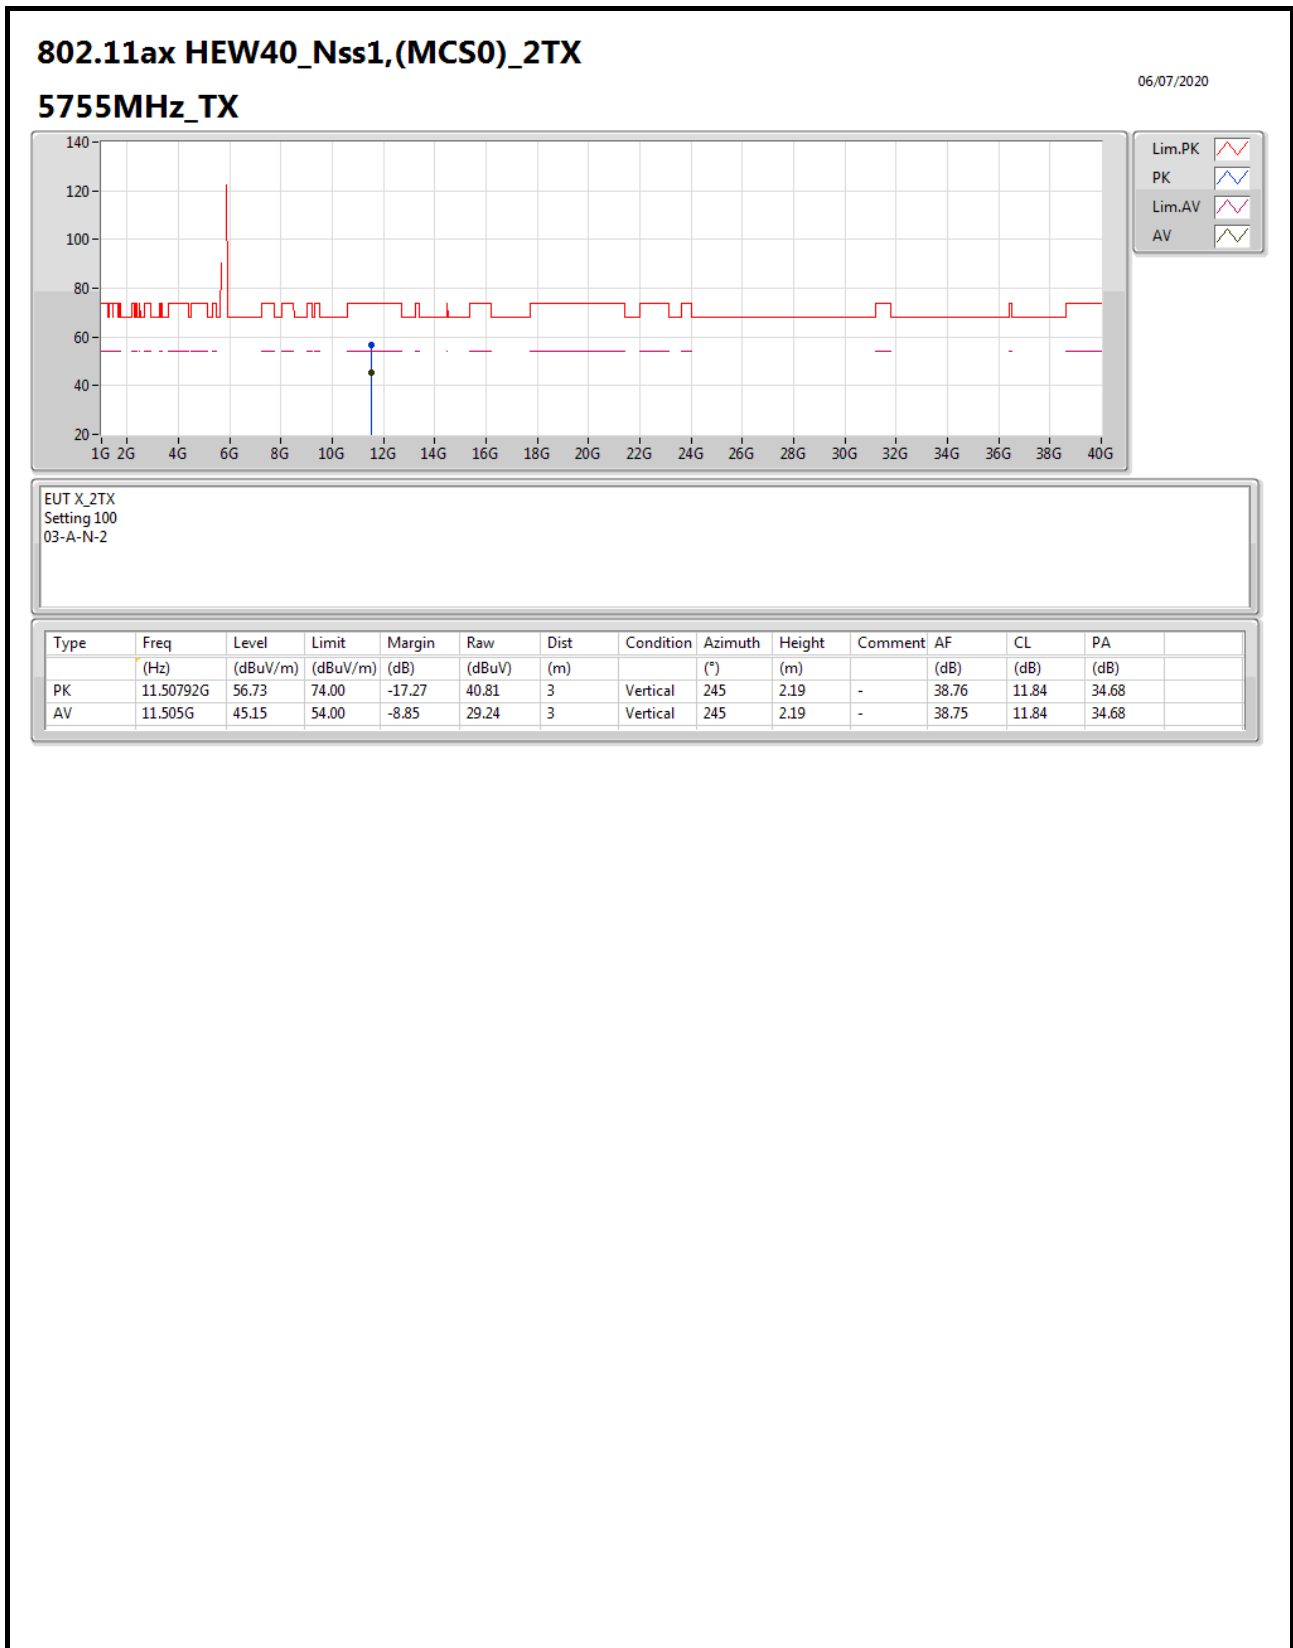 802.11ax HEW40_Nss1,(MCS0)_2TX
06/07/2020
5755MHz_TX
140
120
100
80
60
40
20
1G 2G 4G 6G 8G 10G 12G 14G 16G 18G 20G 22G 24G 26G 28G 30G 32G 34G 36G 38G 40G
Lim.PK
PK
Lim.AV
AV
EUT X_2TX
Setting 100
03-A-N-2
Type Freq Level Limit Margin Raw Dist Condition Azimuth Height Comment AF CL PA
(Hz) (dBuV/m) (dBuV/m) (dB) (dBuV) (m) (°) (m) (dB) (dB) (dB)
PK 11.50792G 56.73 74.00 -17.27 40.81 3 Vertical 245 2.19 - 38.76 11.84 34.68
AV 11.505G 45.15 54.00 -8.85 29.24 3 Vertical 245 2.19 - 38.75 11.84 34.68